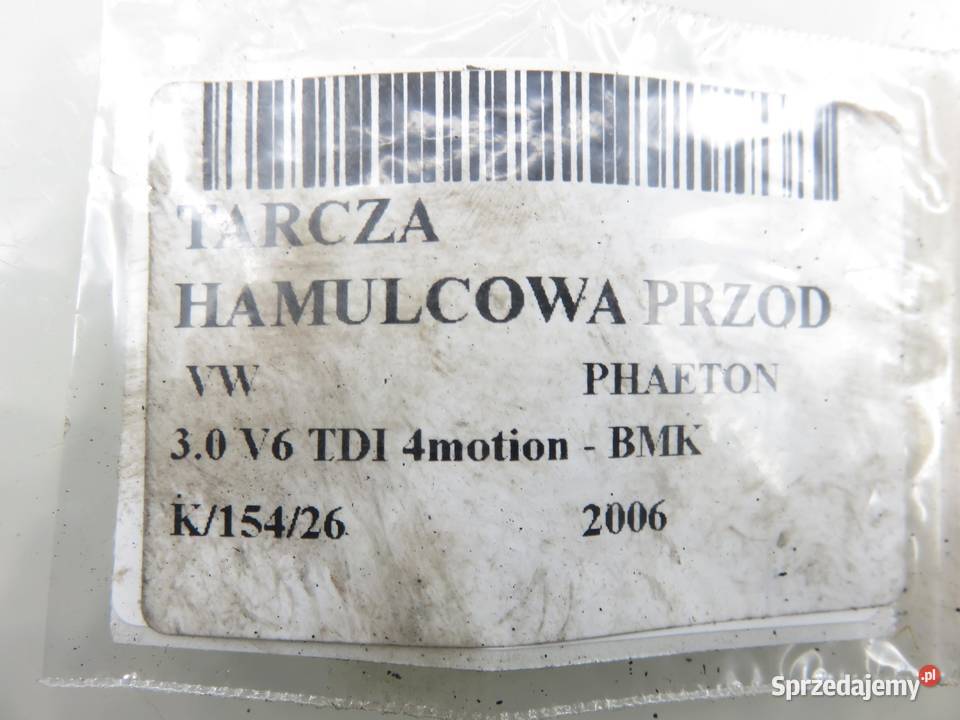 TARCZA
HAMULCOWA PRZOD
VW PHAETON
3.0 V6 TDI 4motion - BMK
K/154/26 2006
Sprzedajemy.pl